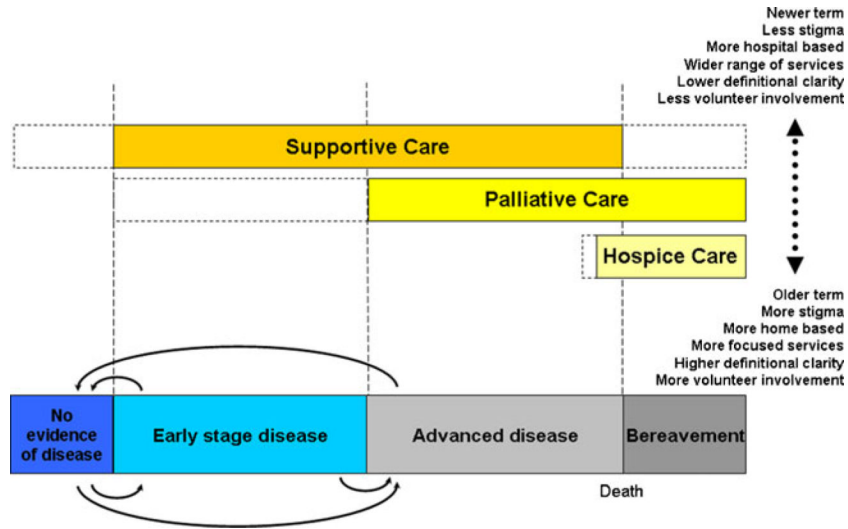 Newer term
Less stigma
More hospital based
Wider range of services
Lower definitional clarity
Less volunteer involvement
Supportive Care
Palliative Care
Hospice Care
Older term
More stigma
More home based
More focused services
Higher definitional clarity
More volunteer involvement
No
evidence
of disease
Early stage disease
Advanced disease
Bereavement
Death